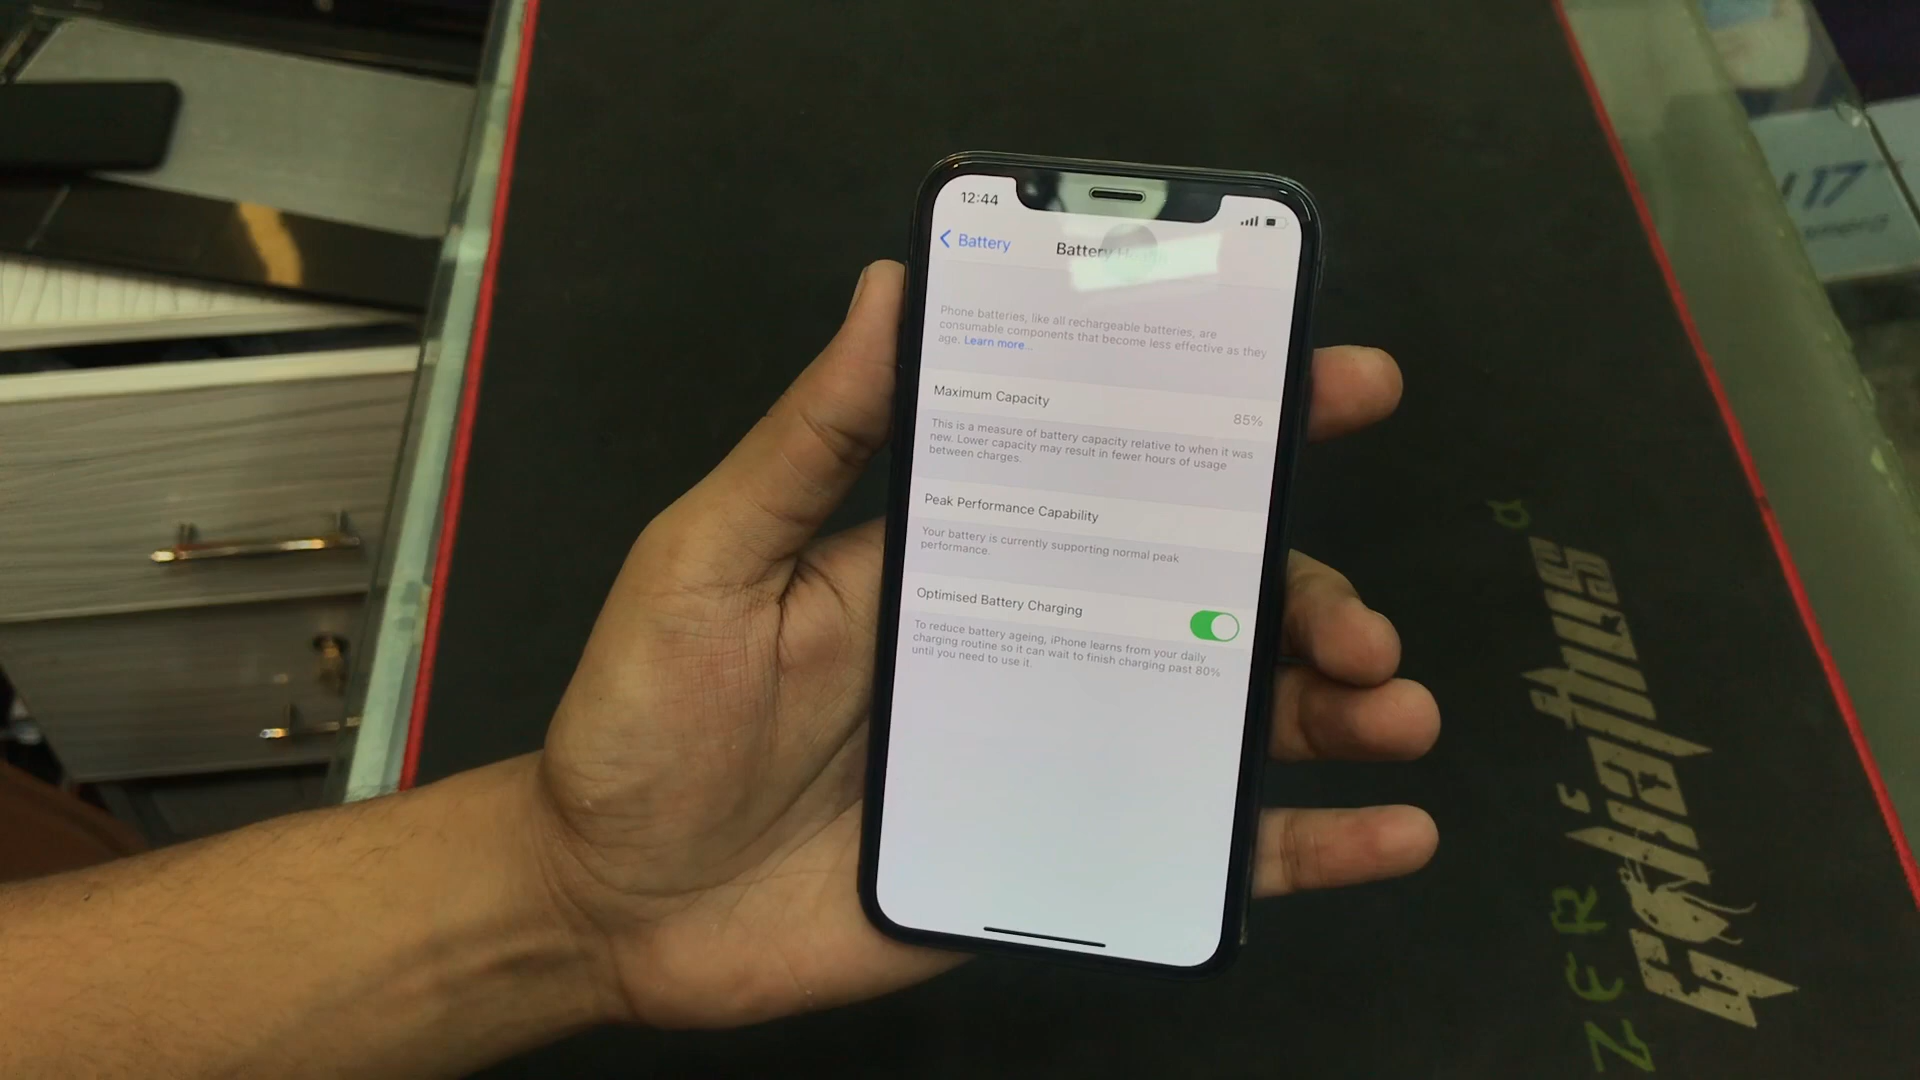 12:44
Battery
Battery
Phone batteries, like all rechargeable batteries, are
consumable components that become less effective as they
age. Learn more...
Maximum Capacity
85%
This is a measure of battery capacity relative to when it was
new. Lower capacity may result in fewer hours of usage
between charges.
Peak Performance Capability
Your battery is currently supporting normal peak
performance.
Optimised Battery Charging
To reduce battery ageing, iPhone learns from your daily
charging routine so it can wait to finish charging past 80%
until you need to use it.
Goliathus
ZER
17